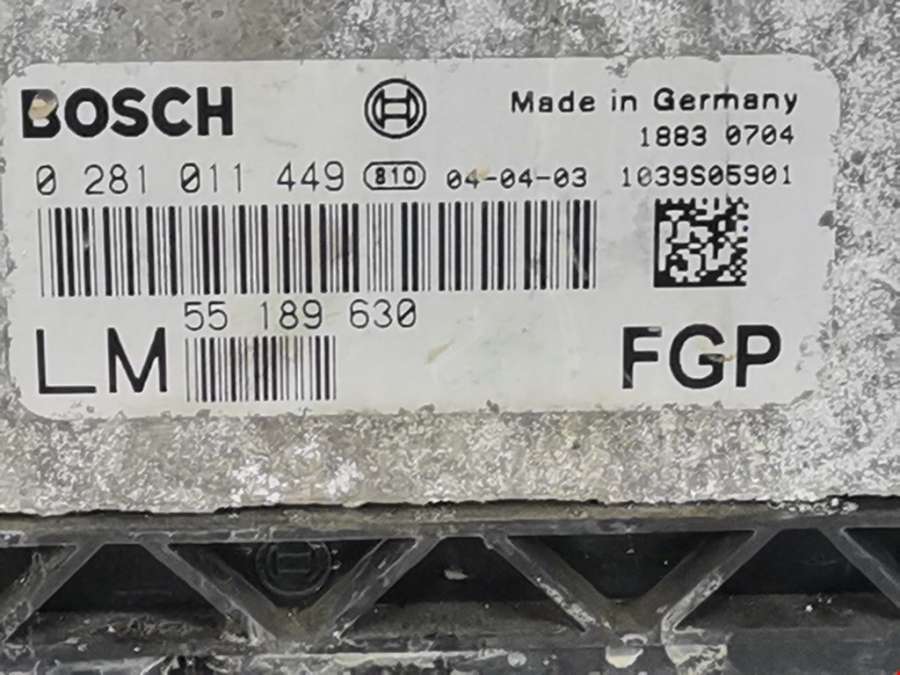 BOSCH Made in Germany
1883 0704
0 281 011 449 810 04-04-03 1039S05901
55 189 630
LM FGP